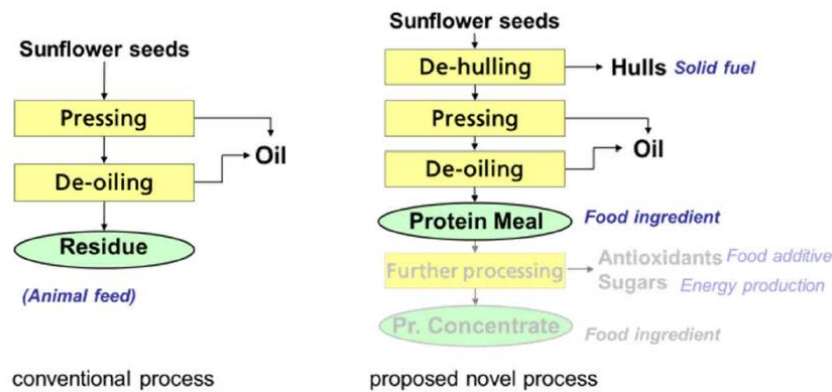 Sunflower seeds
Pressing
Oil
De-oiling
Residue
(Animal feed)
conventional process
Sunflower seeds
De-hulling
Hulls Solid fuel
Pressing
Oil
De-oiling
Protein Meal Food ingredient
Further processing
Antioxidants Food additive
Sugars Energy production
Pr. Concentrate Food ingredient
proposed novel process